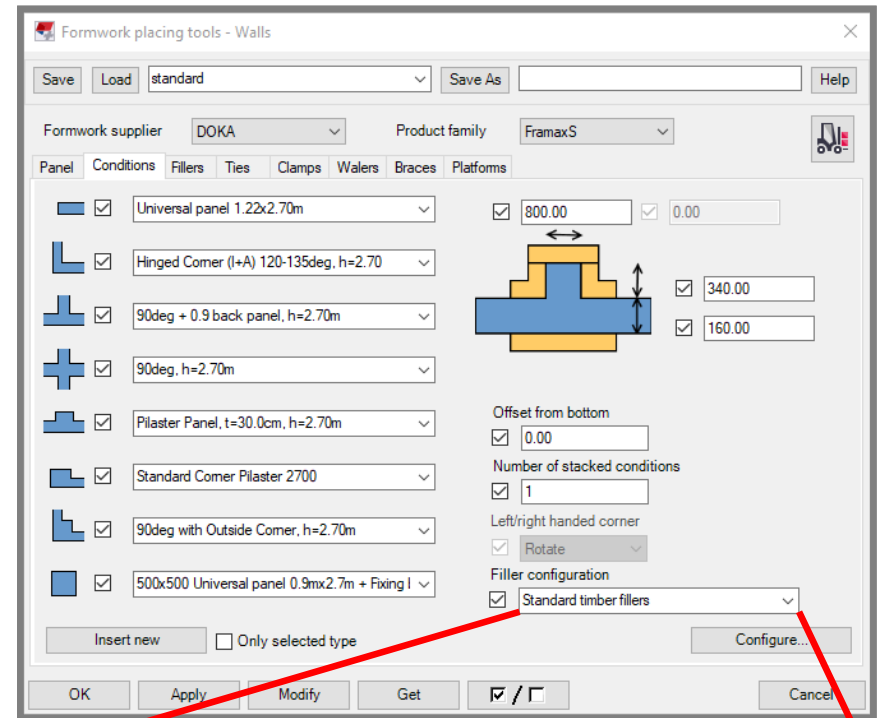 Formwork placing tools - Walls
Save Load standard Save As Help
Formwork supplier DOKA Product family FramaxS
Panel Conditions Fillers Ties Clamps Walers Braces Platforms
Universal panel 1.22x2.70m
800.00 0.00
Hinged Corner (I+A) 120-135deg, h=2.70
340.00
90deg + 0.9 back panel, h=2.70m
160.00
90deg, h=2.70m
Pilaster Panel, t=30.0cm, h=2.70m
Offset from bottom
0.00
Standard Corner Pilaster 2700
Number of stacked conditions
1
90deg with Outside Corner, h=2.70m
Left/right handed corner
Rotate
500x500 Universal panel 0.9mx2.7m + Fixing
Filler configuration
Standard timber fillers
Insert new Only selected type Configure...
OK Apply Modify Get / Cancel